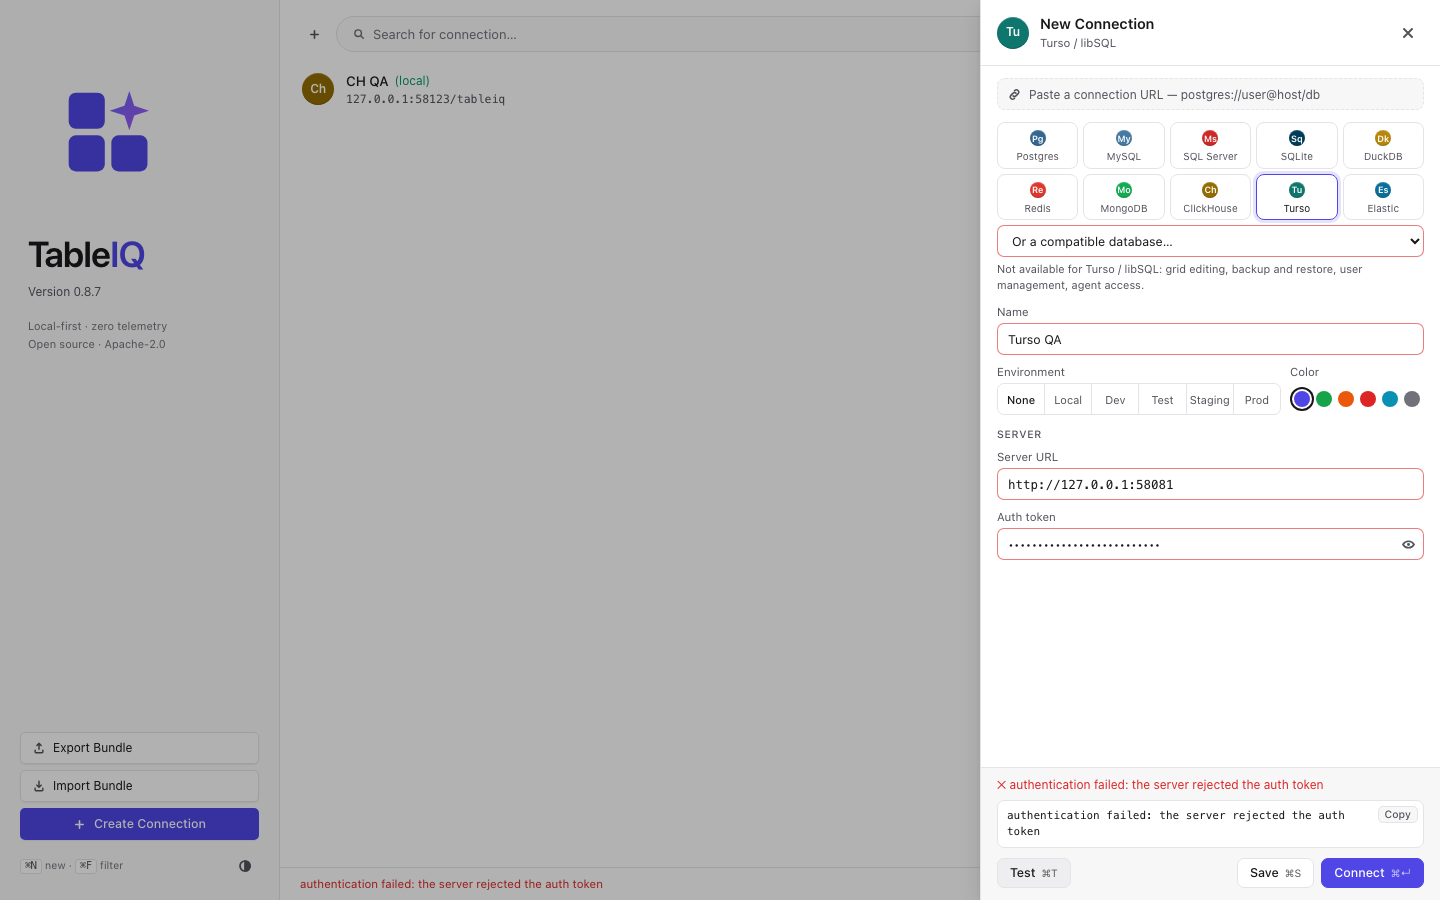 TableIQ
Version 0.8.7
Local-first · zero telemetry
Open source · Apache-2.0
Export Bundle
Import Bundle
+ Create Connection
⌘N new · ⌘F filter
+
Search for connection...
Ch
CH QA (local)
127.0.0.1:58123/tableiq
authentication failed: the server rejected the auth token
Tu
New Connection
Turso / libSQL
Paste a connection URL — postgres://user@host/db
Pg My Ms Sq Dk
Postgres MySQL SQL Server SQLite DuckDB
Re Mo Ch Tu Es
Redis MongoDB ClickHouse Turso Elastic
Or a compatible database...
Not available for Turso / libSQL: grid editing, backup and restore, user
management, agent access.
Name
Turso QA
Environment Color
None Local Dev Test Staging Prod
SERVER
Server URL
http://127.0.0.1:58081
Auth token
••••••••••••••••••••••••••
authentication failed: the server rejected the auth token
authentication failed: the server rejected the auth
token
Copy
Test ⌘T
Save ⌘S
Connect ⌘↵